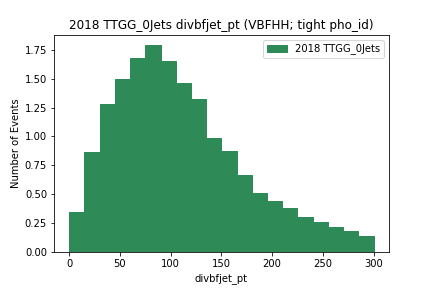 2018 TTGG_0Jets divbfjet_pt (VBFHH; tight pho_id)
2018 TTGG_0Jets
Number of Events
1.75
1.50
1.25
1.00
0.75
0.50
0.25
0.00
0 50 100 150 200 250 300
divbfjet_pt